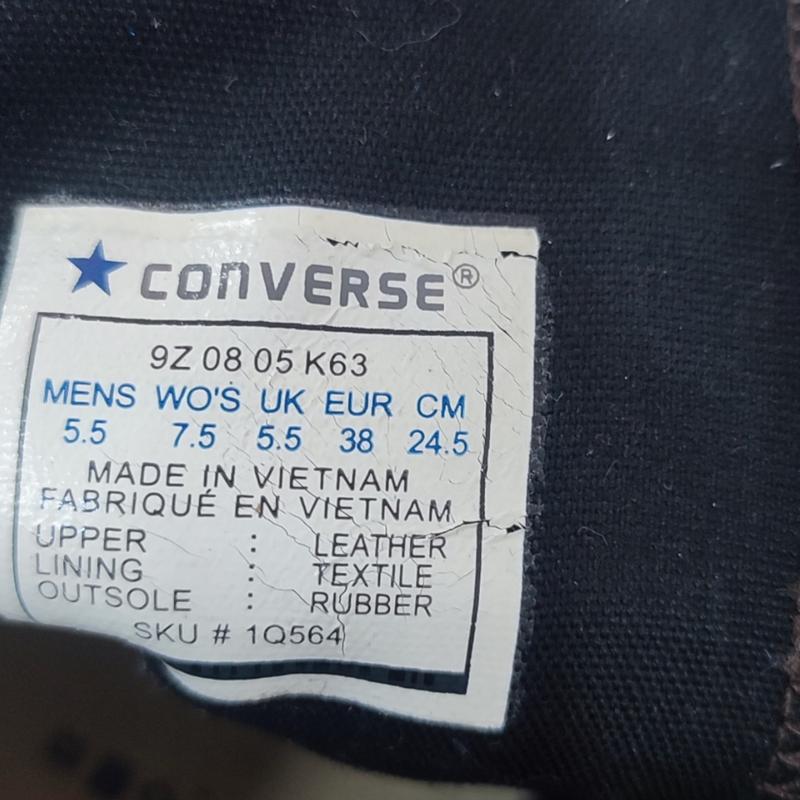 CONVERSE®
9Z 08 05 K63
MENS WO'S UK EUR CM
5.5 7.5 5.5 38 24.5
MADE IN VIETNAM
FABRIQUÉ EN VIETNAM
UPPER : LEATHER
LINING : TEXTILE
OUTSOLE : RUBBER
SKU # 1Q564